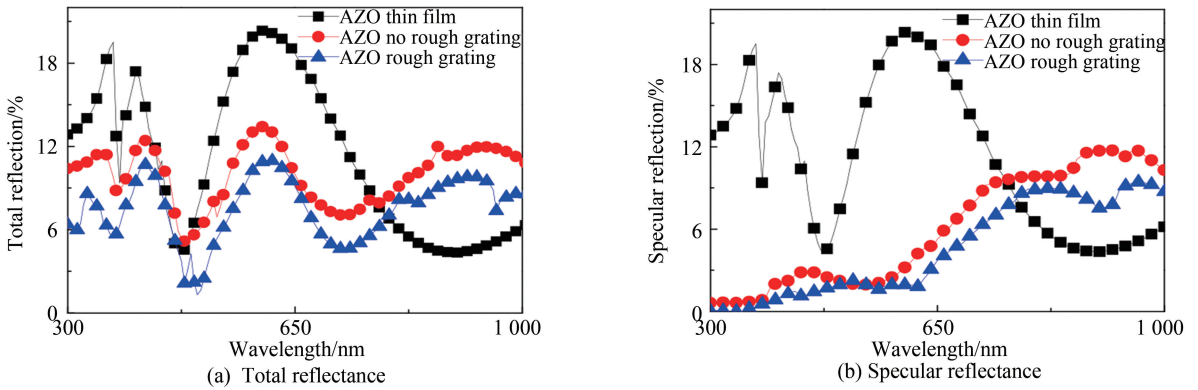 AZO thin film
AZO no rough grating
AZO rough grating
18
12
6
0
Total reflection/%
300
650
1 000
Wavelength/nm
(a) Total reflectance
AZO thin film
AZO no rough grating
AZO rough grating
18
12
6
0
Specular reflection/%
300
650
1 000
Wavelength/nm
(b) Specular reflectance